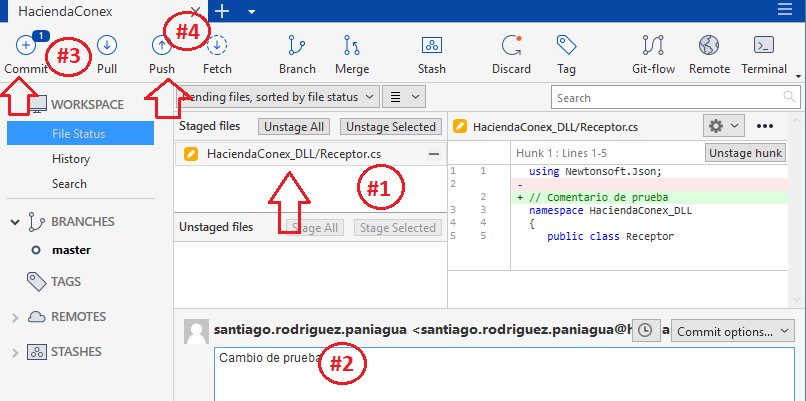 HaciendaConex
1
#3
#4
Commit
Pull
Push
Fetch
Branch
Merge
Stash
Discard
Tag
Git-flow
Remote
Terminal
WORKSPACE
File Status
History
Search
BRANCHES
master
TAGS
REMOTES
STASHES
ending files, sorted by file status
Search
Staged files
Unstage All
Unstage Selected
HaciendaConex_DLL/Receptor.cs
#1
Unstaged files
Stage All
Stage Selected
HaciendaConex_DLL/Receptor.cs
Hunk 1 : Lines 1-5
Unstage hunk
1 1 using Newtonsoft.Json;
2 -
2 + // Comentario de prueba
3 3 namespace HaciendaConex_DLL
4 4 {
5 5 public class Receptor
santiago.rodriguez.paniagua <santiago.rodriguez.paniagua@h
Commit options...
Cambio de prueba
#2